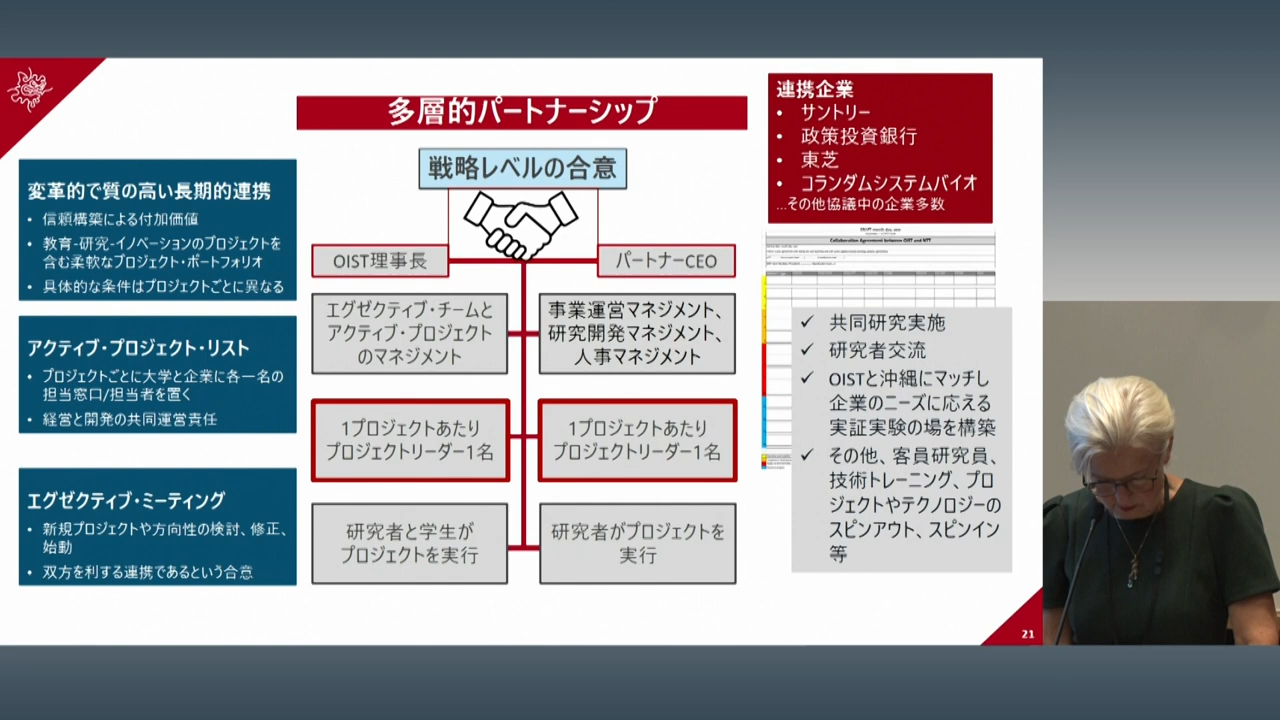 多層的パートナーシップ
変革的で質の高い長期的連携
• 信頼構築による付加価値
• 教育-研究-イノベーションのプロジェクトを
含む柔軟なプロジェクトポートフォリオ
• 具体的な条件はプロジェクトごとに異なる
アクティブ・プロジェクト・リスト
• プロジェクトごとに大学と企業に各一名の
担当窓口/担当者を置く
• 経営と開発の共同運営責任
エグゼクティブ・ミーティング
• 新規プロジェクトや方向性の検討、修正、
始動
• 双方を利する連携であるという合意
戦略レベルの合意
OIST理事長
パートナーCEO
エグゼクティブ・チームと
アクティブ・プロジェクト
のマネジメント
事業運営マネジメント、
研究開発マネジメント、
人事マネジメント
1プロジェクトあたり
プロジェクトリーダー1名
1プロジェクトあたり
プロジェクトリーダー1名
研究者と学生が
プロジェクトを実行
研究者がプロジェクトを
実行
連携企業
• サントリー
• 政策投資銀行
• 東芝
• コランダムシステムバイオ
...その他協議中の企業多数
Collaboration Agreement between OIST and NTT
✓ 共同研究実施
✓ 研究者交流
✓ OISTと沖縄にマッチし
企業のニーズに応える
実証実験の場を構築
✓ その他、客員研究員、
技術トレーニング、プロ
ジェクトやテクノロジーの
スピンアウト、スピンイン
等
21